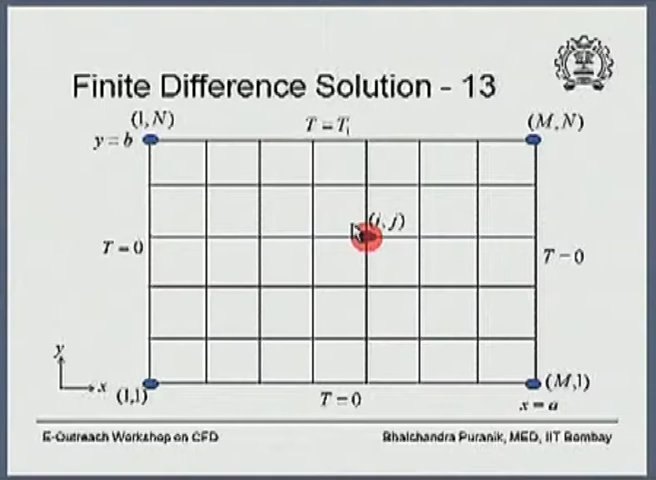 Finite Difference Solution - 13
(1,N)
T = T₁
(M,N)
y = b
(i,j)
T = 0
T = 0
y
x
(1,1)
T = 0
(M,1)
x = a
E-Outreach Workshop on CFD
Bhalchandra Puranik, MED, IIT Bombay